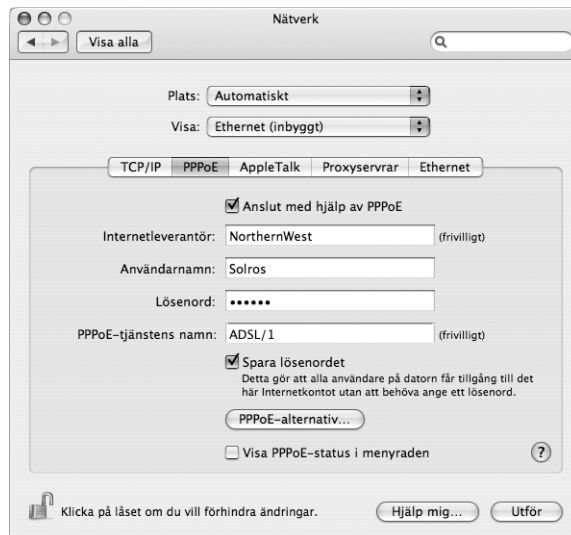 Nätverk
Visa alla
Plats: Automatiskt
Visa: Ethernet (inbyggt)
TCP/IP PPPoE AppleTalk Proxyservrar Ethernet
Anslut med hjälp av PPPoE
Internetleverantör: NorthernWest (frivilligt)
Användarnamn: Solros
Lösenord: ••••••
PPPoE-tjänstens namn: ADSL/1 (frivilligt)
Spara lösenordet
Detta gör att alla användare på datorn får tillgång till det
här Internetkontot utan att behöva ange ett lösenord.
PPPoE-alternativ...
Visa PPPoE-status i menyraden ?
Klicka på låset om du vill förhindra ändringar. Hjälp mig... Utför